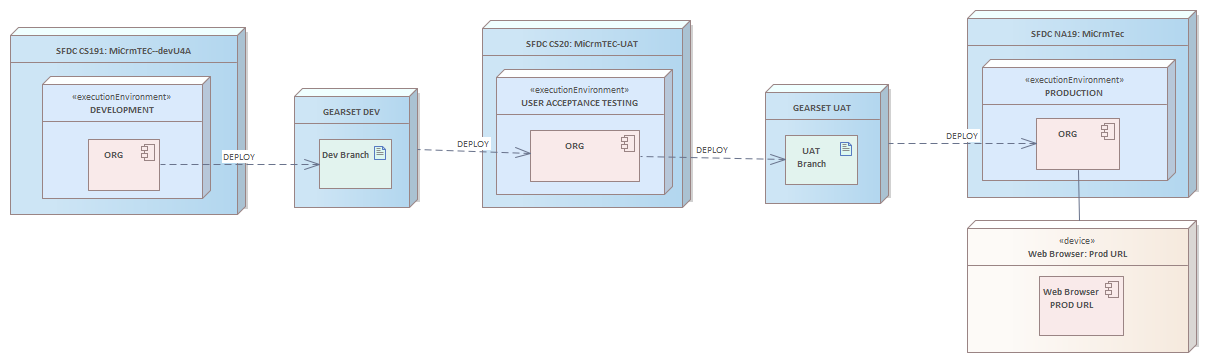 SFDC CS191: MiCrmTEC--devU4A
«executionEnvironment»
DEVELOPMENT
ORG
DEPLOY
GEARSET DEV
Dev Branch
DEPLOY
SFDC CS20: MiCrmTEC-UAT
«executionEnvironment»
USER ACCEPTANCE TESTING
ORG
DEPLOY
GEARSET UAT
UAT
Branch
DEPLOY
SFDC NA19: MiCrmTec
«executionEnvironment»
PRODUCTION
ORG
«device»
Web Browser: Prod URL
Web Browser
PROD URL